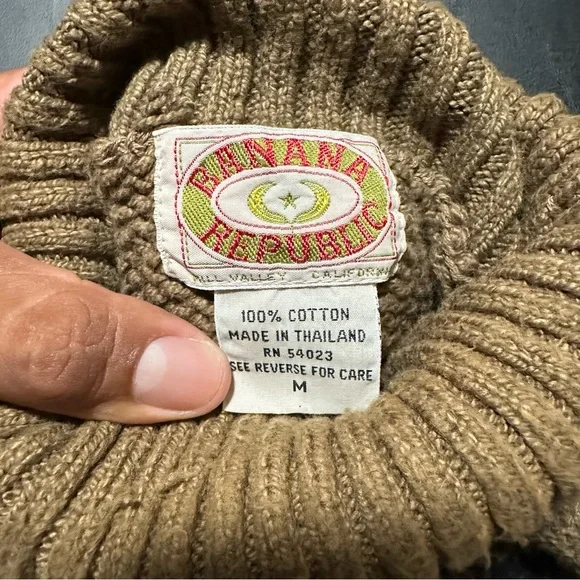 BANANA
REPUBLIC
MILL VALLEY CALIFORNIA
100% COTTON
MADE IN THAILAND
RN 54023
SEE REVERSE FOR CARE
M